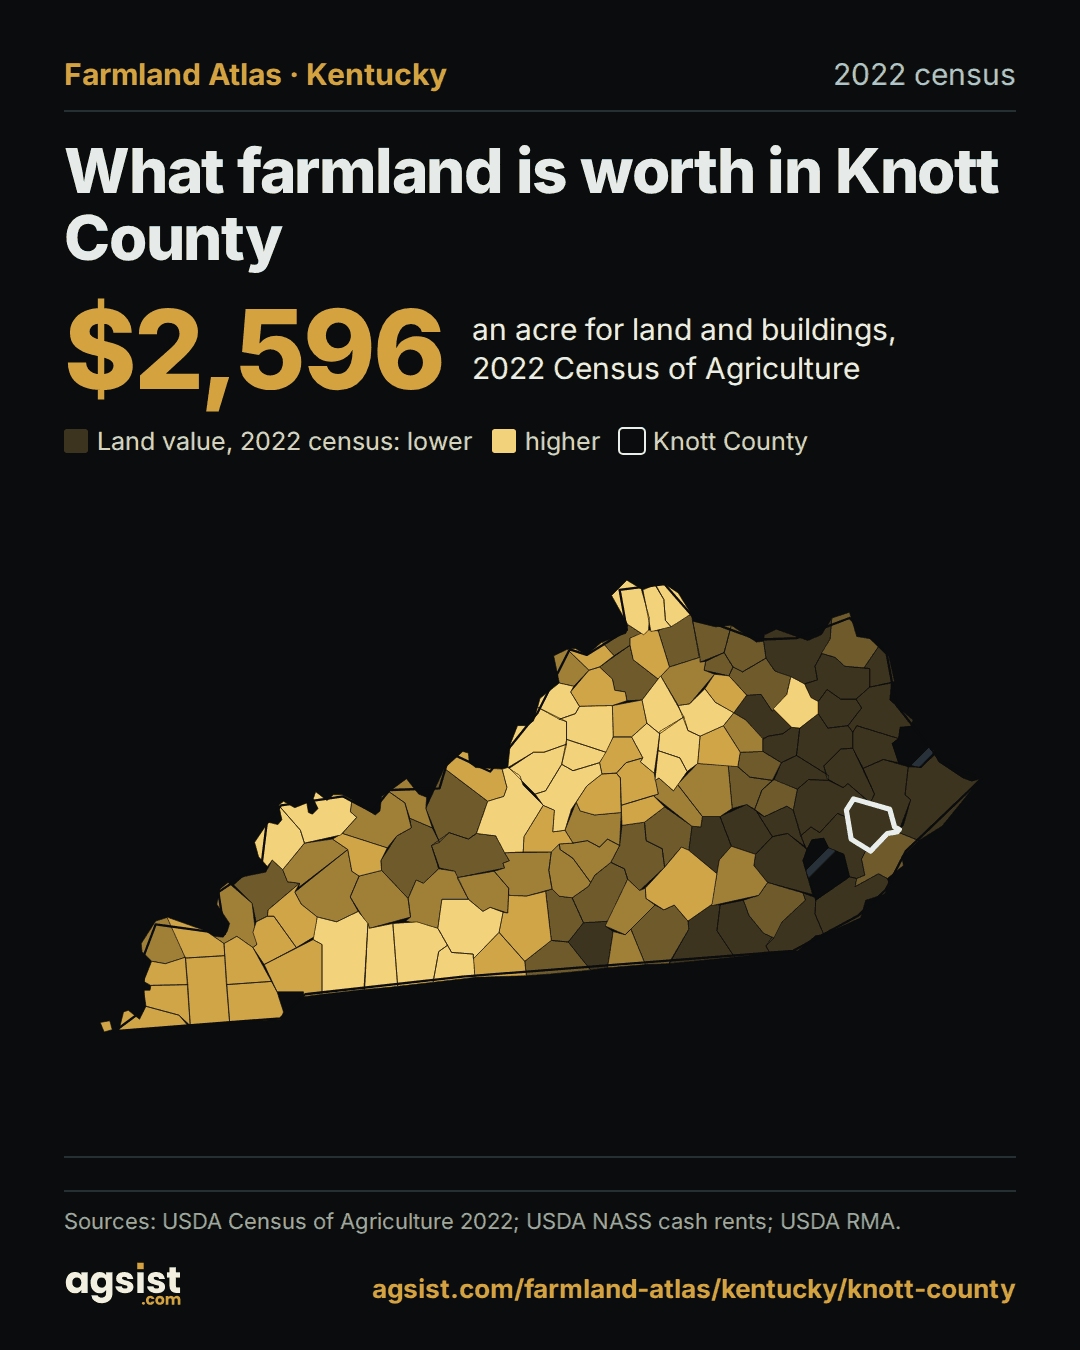 Farmland Atlas · Kentucky
2022 census
What farmland is worth in Knott
County
$2,596
an acre for land and buildings,
2022 Census of Agriculture
Land value, 2022 census: lower
higher
Knott County
Sources: USDA Census of Agriculture 2022; USDA NASS cash rents; USDA RMA.
agsist
.com
agsist.com/farmland-atlas/kentucky/knott-county